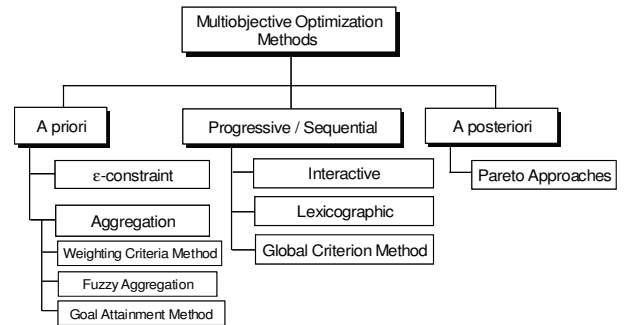 Multiobjective Optimization
Methods
A priori
Progressive / Sequential
A posteriori
ε-constraint
Aggregation
Weighting Criteria Method
Fuzzy Aggregation
Goal Attainment Method
Interactive
Lexicographic
Global Criterion Method
Pareto Approaches